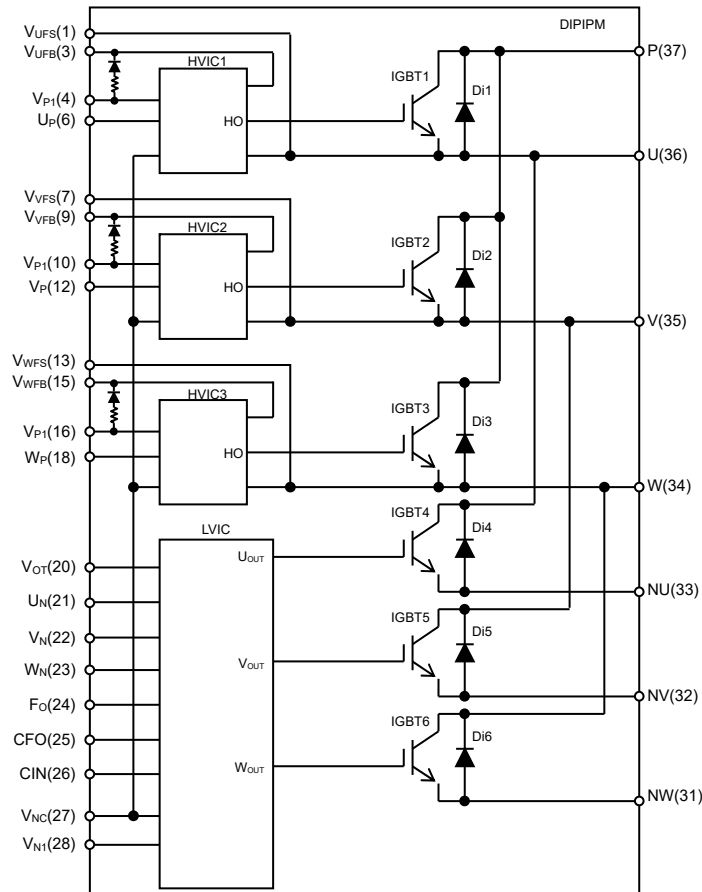 DIPIPM
VUFS(1)
VUFB(3)
HVIC1
IGBT1
Di1
P(37)
VP1(4)
UP(6)
HO
U(36)
VVFS(7)
VVFB(9)
HVIC2
IGBT2
Di2
VP1(10)
VP(12)
HO
V(35)
VWFS(13)
VWFB(15)
HVIC3
IGBT3
Di3
VP1(16)
WP(18)
HO
W(34)
LVIC
IGBT4
Di4
UOUT
VOT(20)
NU(33)
UN(21)
IGBT5
Di5
VN(22)
VOUT
WN(23)
NV(32)
FO(24)
IGBT6
Di6
CFO(25)
WOUT
CIN(26)
NW(31)
VNC(27)
VN1(28)